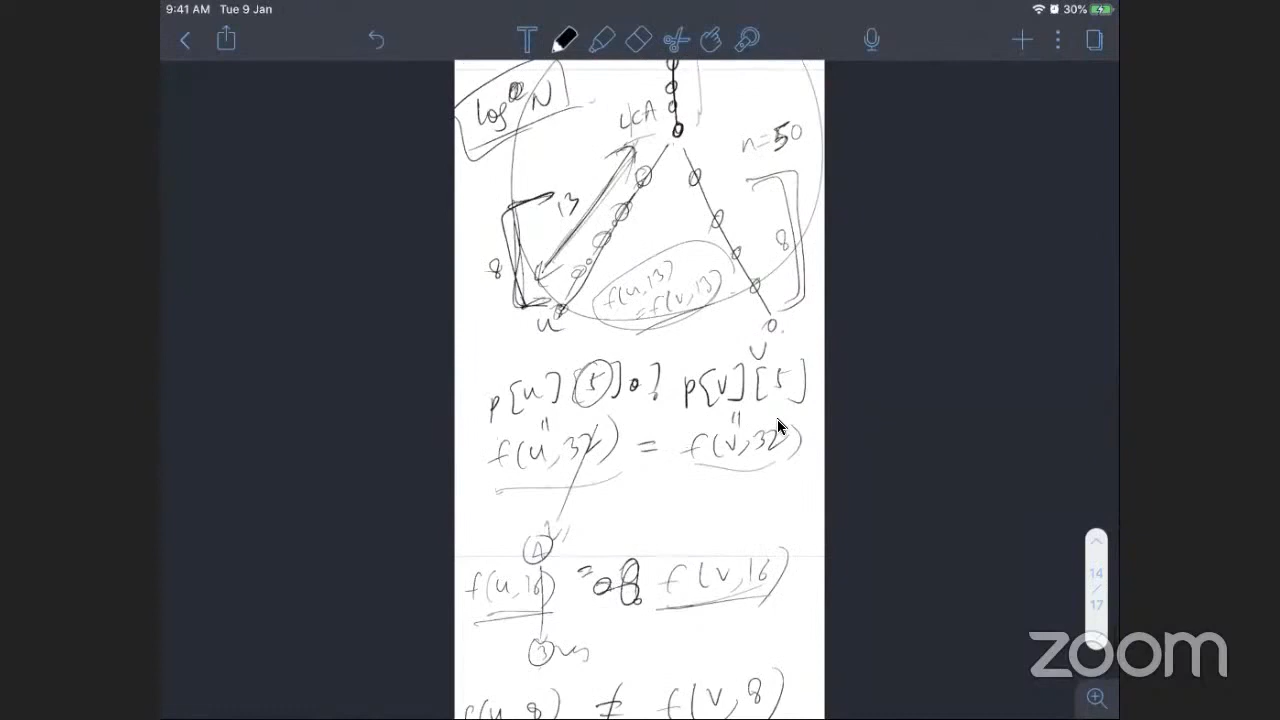 9:41 AM Tue 9 Jan
30%
log N
LCA
n=50
13
8
8
f(u,13)
=f(v,13)
u
v
p[u][5] ? p[v][5]
f(u,32) = f(v,32)
4
f(u,16) = f(v,16)
3
f(u,8) ≠ f(v,8)
14
/
17
zoom